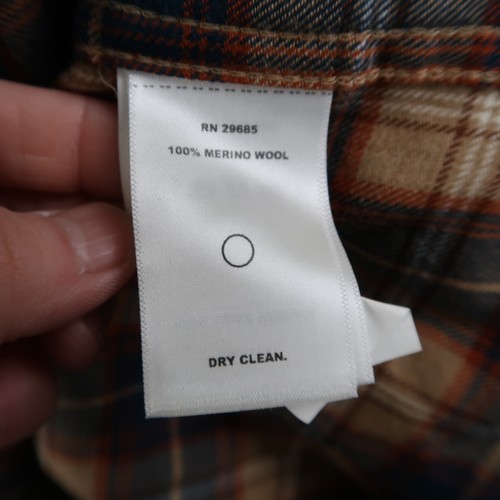 RN 29685
100% MERINO WOOL
DRY CLEAN.